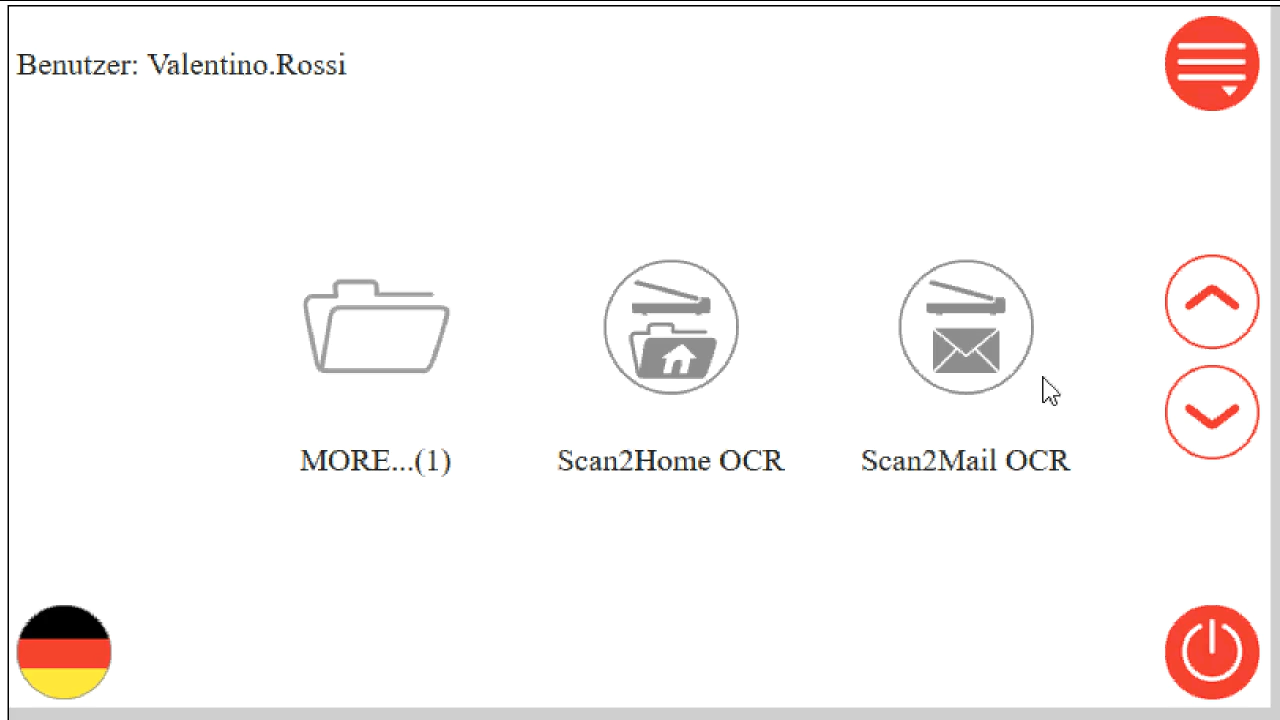 Benutzer: Valentino.Rossi
MORE...(1)
Scan2Home OCR
Scan2Mail OCR